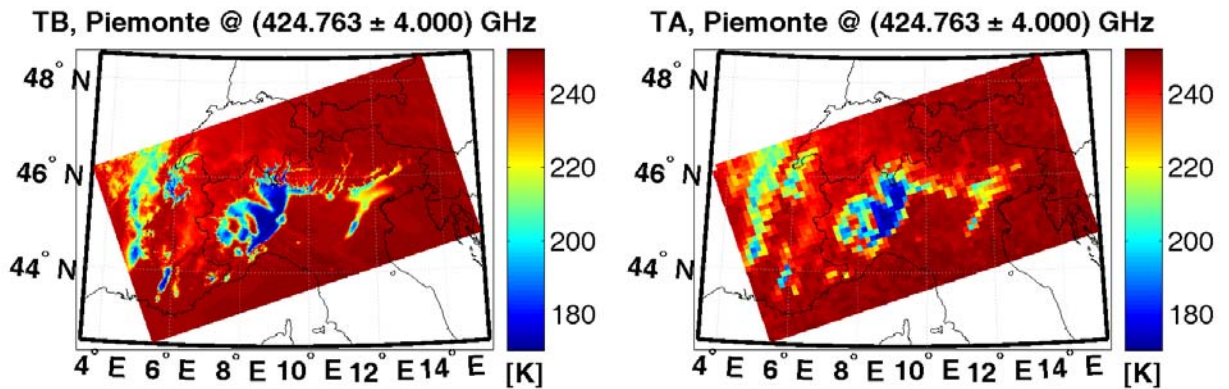 TB, Piemonte @ (424.763 ± 4.000) GHz
48° N
46° N
44° N
4° E 6° E 8° E 10° E 12° E 14° E
240
220
200
180
[K]
TA, Piemonte @ (424.763 ± 4.000) GHz
48° N
46° N
44° N
4° E 6° E 8° E 10° E 12° E 14° E
240
220
200
180
[K]